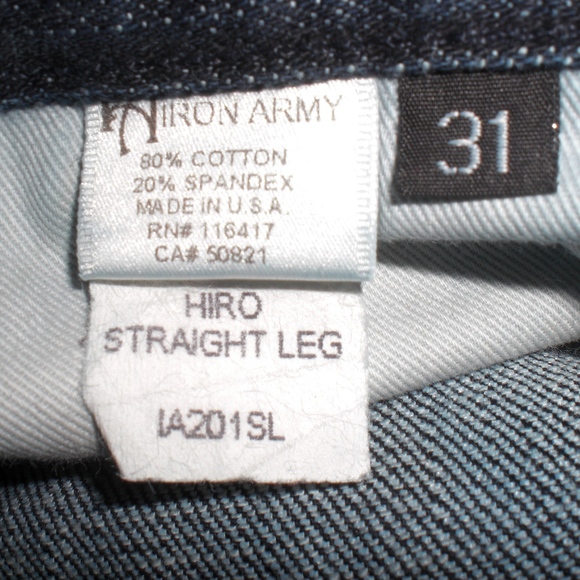 IRON ARMY
80% COTTON
20% SPANDEX
MADE IN U.S.A.
RN# 116417
CA# 50821
31
HIRO
STRAIGHT LEG
IA201SL